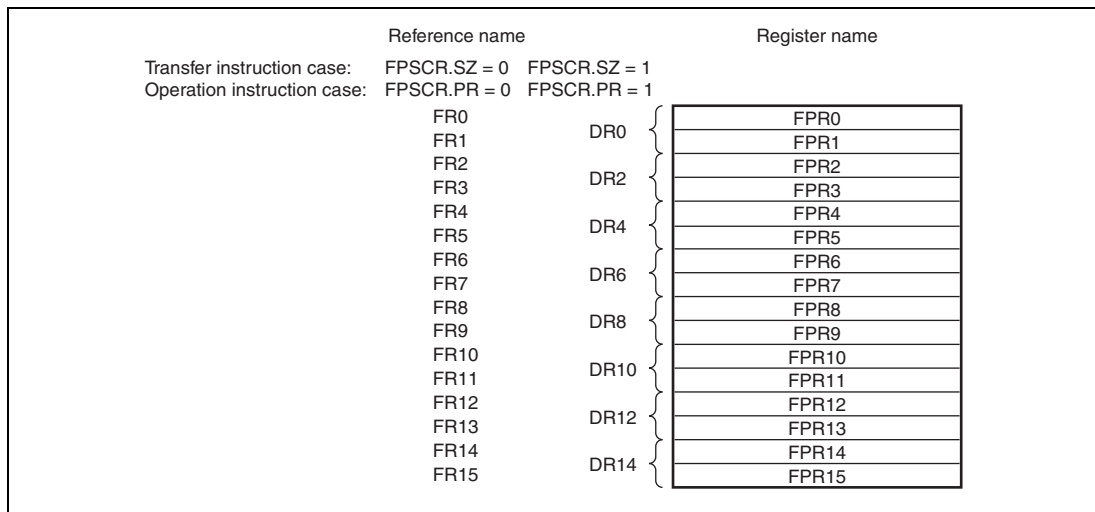 Reference name Register name
Transfer instruction case: FPSCR.SZ = 0 FPSCR.SZ = 1
Operation instruction case: FPSCR.PR = 0 FPSCR.PR = 1
FR0 DR0 FPR0
FR1 FPR1
FR2 DR2 FPR2
FR3 FPR3
FR4 DR4 FPR4
FR5 FPR5
FR6 DR6 FPR6
FR7 FPR7
FR8 DR8 FPR8
FR9 FPR9
FR10 DR10 FPR10
FR11 FPR11
FR12 DR12 FPR12
FR13 FPR13
FR14 DR14 FPR14
FR15 FPR15